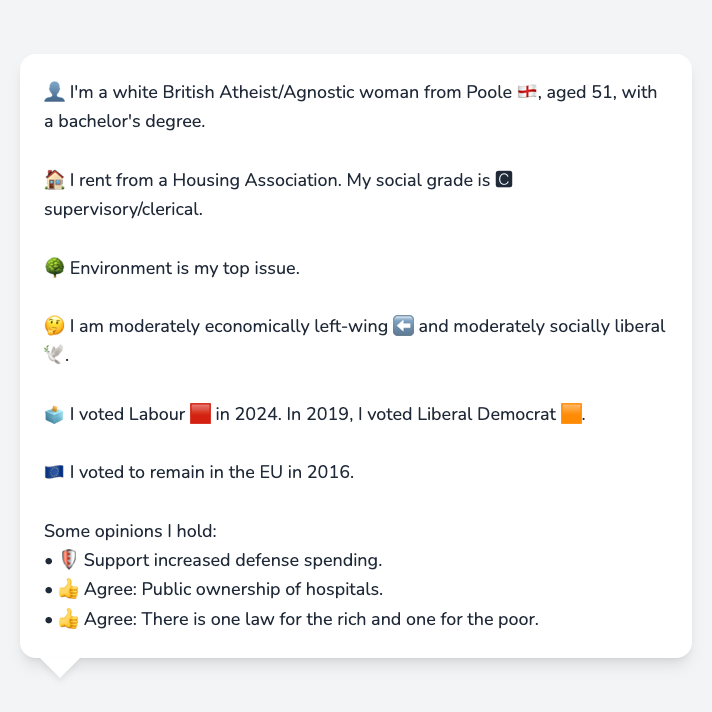 👤 I'm a white British Atheist/Agnostic woman from Poole 🏴󠁧󠁢󠁥󠁮󠁧󠁿, aged 51, with
a bachelor's degree.
🏠 I rent from a Housing Association. My social grade is 🅲
supervisory/clerical.
🌳 Environment is my top issue.
🤔 I am moderately economically left-wing ⬅️ and moderately socially liberal
🕊️.
🗳️ I voted Labour 🟥 in 2024. In 2019, I voted Liberal Democrat 🟧.
🇪🇺 I voted to remain in the EU in 2016.
Some opinions I hold:
• 🛡️ Support increased defense spending.
• 👍 Agree: Public ownership of hospitals.
• 👍 Agree: There is one law for the rich and one for the poor.